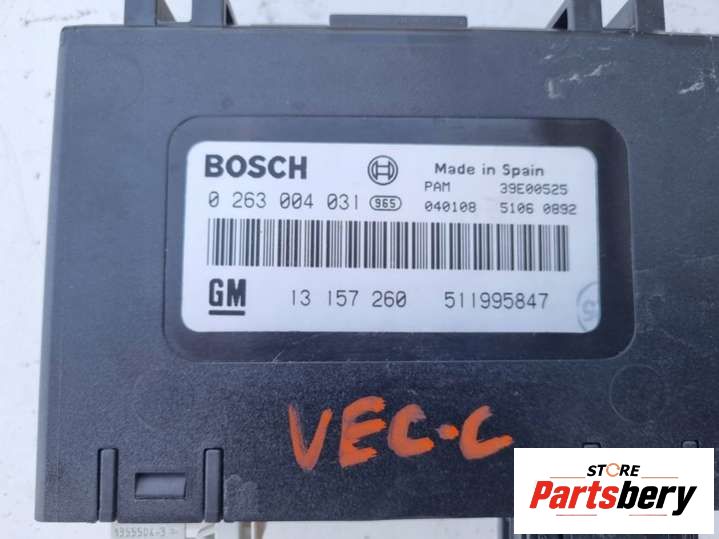 BOSCH
Made in Spain
PAM 39E00525
0 263 004 031 965
040108 5106 0892
GM
13 157 260 511995847
5
VEC-C
STORE
Partsbery